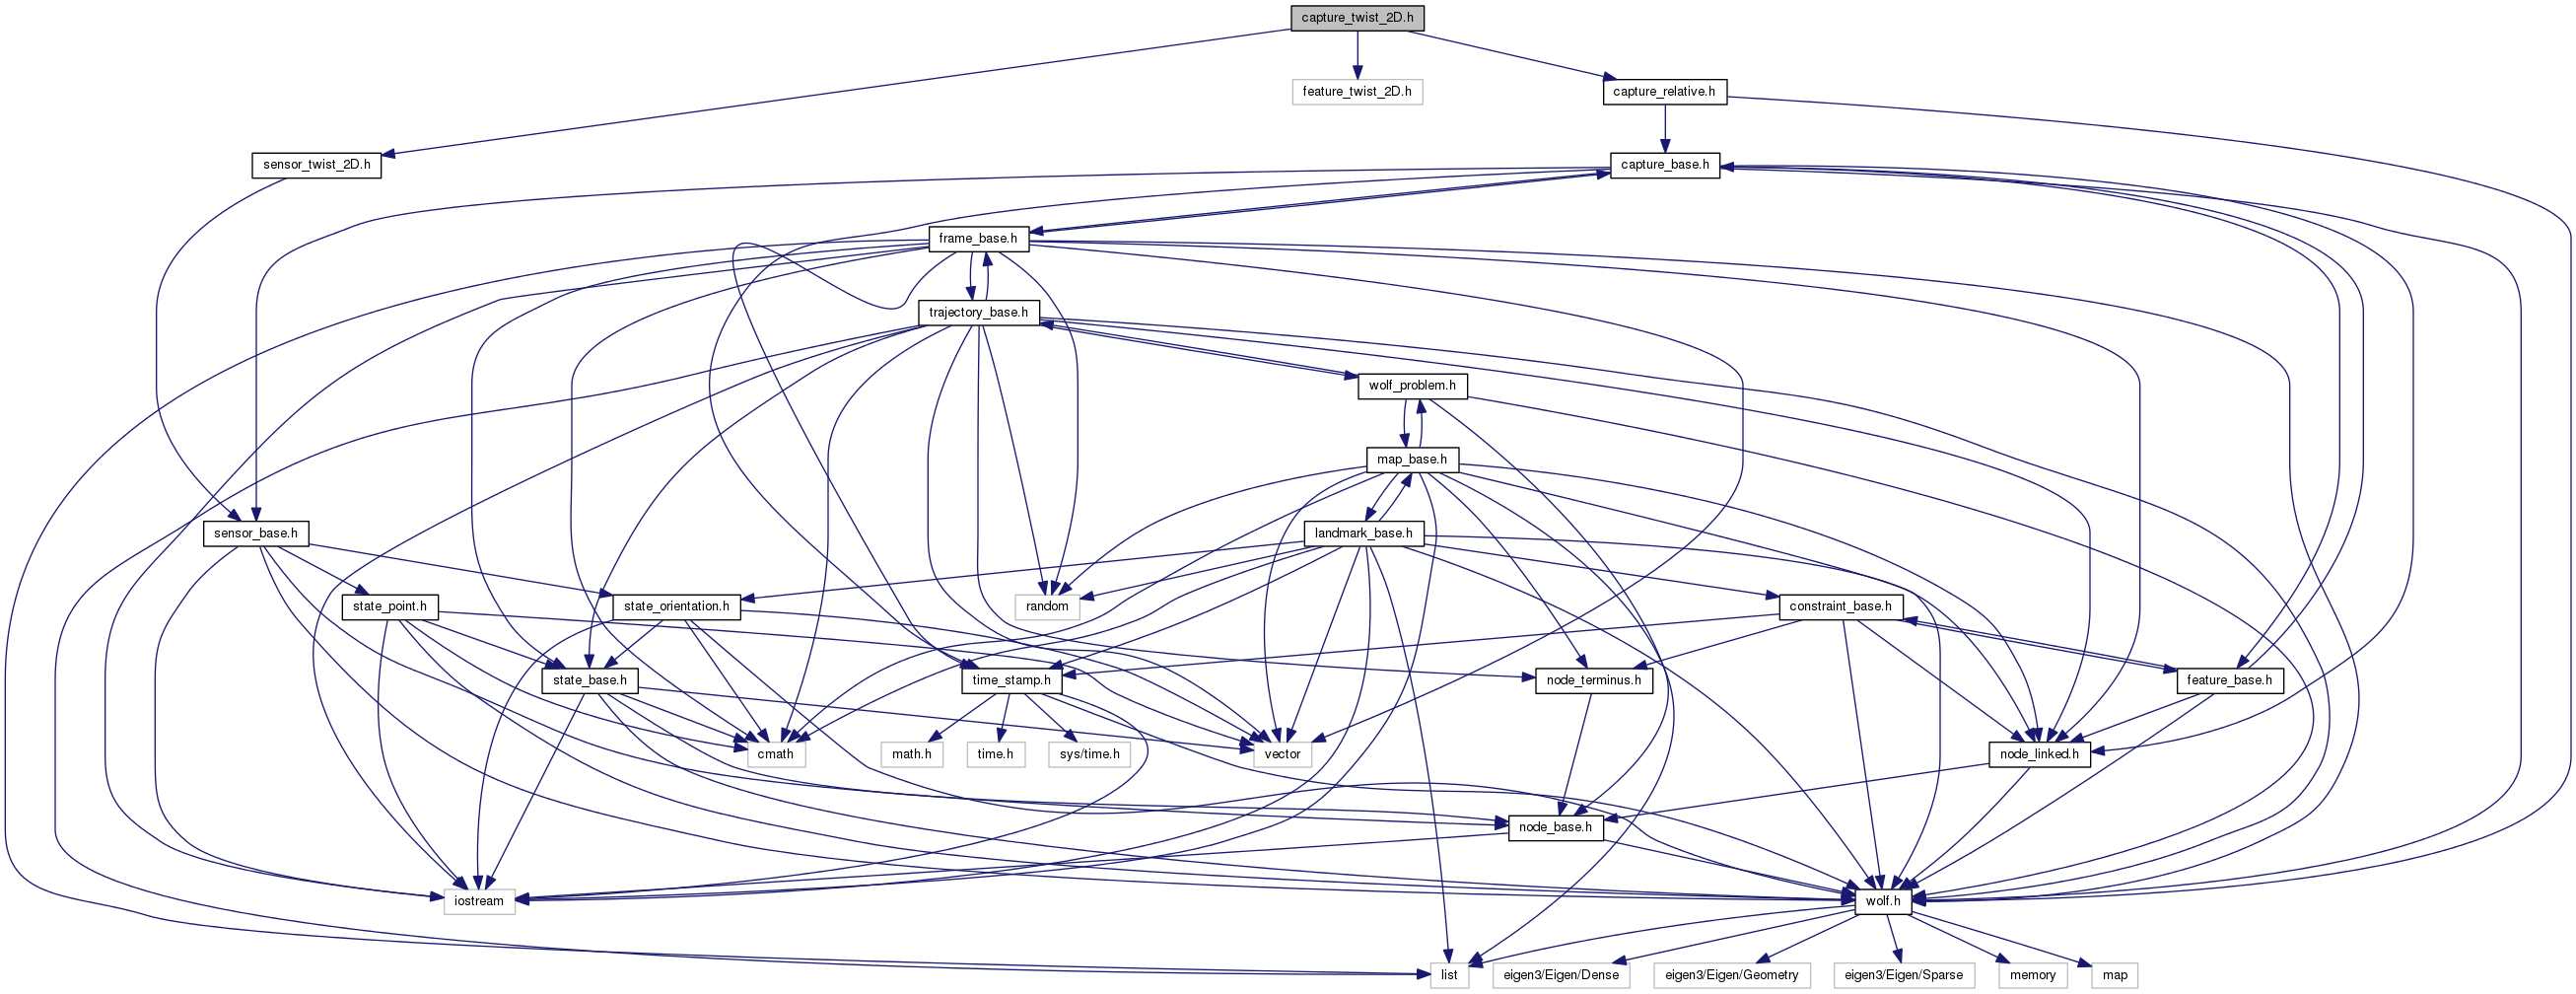 capture_twist_2D.h
feature_twist_2D.h
capture_relative.h
sensor_twist_2D.h
capture_base.h
frame_base.h
trajectory_base.h
wolf_problem.h
map_base.h
sensor_base.h
landmark_base.h
state_point.h
state_orientation.h
random
constraint_base.h
state_base.h
time_stamp.h
node_terminus.h
feature_base.h
cmath
math.h
time.h
sys/time.h
vector
node_linked.h
node_base.h
iostream
wolf.h
list
eigen3/Eigen/Dense
eigen3/Eigen/Geometry
eigen3/Eigen/Sparse
memory
map